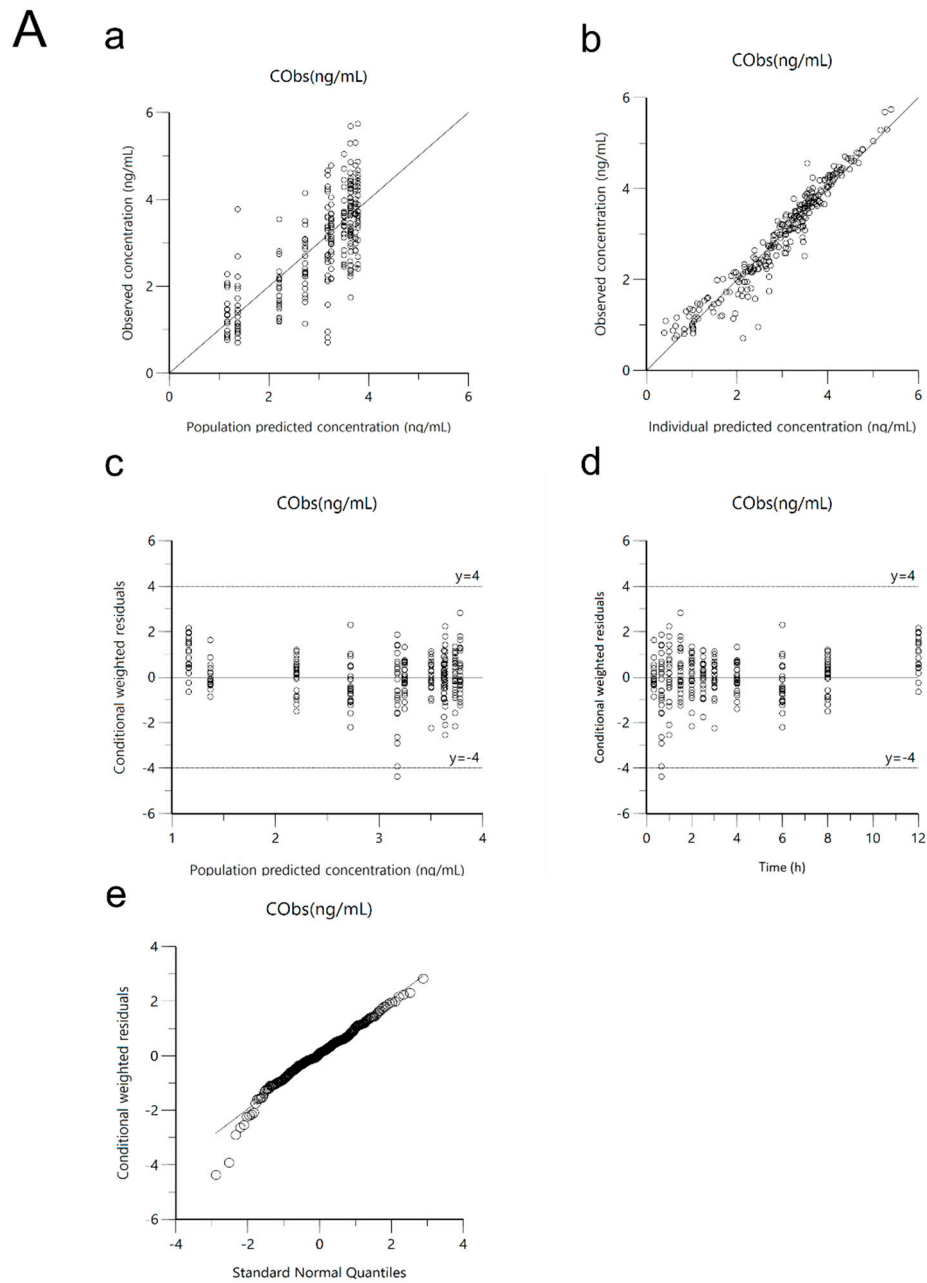 A
a
CObs(ng/mL)
Observed concentration (ng/mL)
6
4
2
0
0
2
4
6
Population predicted concentration (ng/mL)
b
CObs(ng/mL)
Observed concentration (ng/mL)
6
4
2
0
0
2
4
6
Individual predicted concentration (ng/mL)
c
CObs(ng/mL)
Conditional weighted residuals
6
4
2
0
-2
-4
-6
y=4
y=-4
1
2
3
4
Population predicted concentration (ng/mL)
d
CObs(ng/mL)
Conditional weighted residuals
6
4
2
0
-2
-4
-6
y=4
y=-4
0
2
4
6
8
10
12
Time (h)
e
CObs(ng/mL)
Conditional weighted residuals
4
2
0
-2
-4
-6
-4
-2
0
2
4
Standard Normal Quantiles